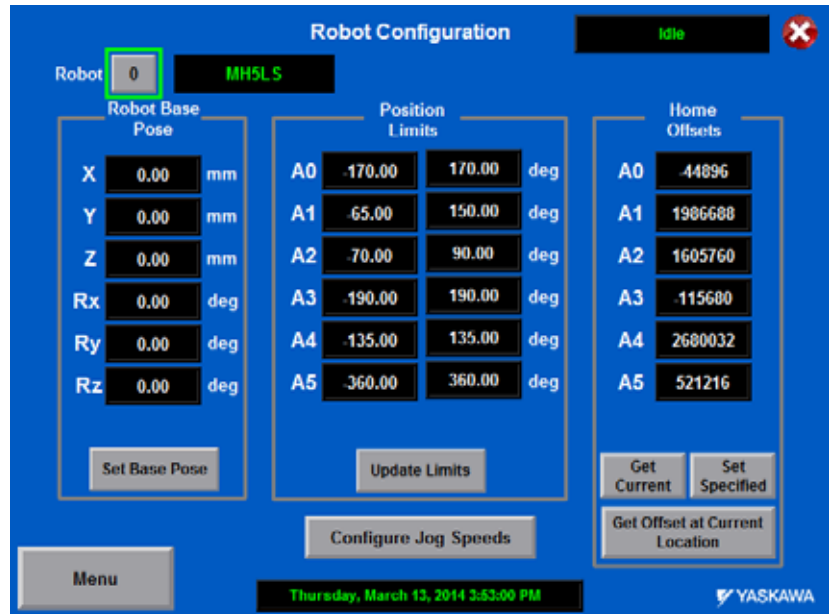 Robot Configuration
Idle
Robot 0 MH5LS
Robot Base Pose
X 0.00 mm
Y 0.00 mm
Z 0.00 mm
Rx 0.00 deg
Ry 0.00 deg
Rz 0.00 deg
Set Base Pose
Position Limits
A0 -170.00 170.00 deg
A1 -65.00 150.00 deg
A2 -70.00 90.00 deg
A3 -190.00 190.00 deg
A4 -135.00 135.00 deg
A5 -360.00 360.00 deg
Update Limits
Home Offsets
A0 -44896
A1 1986688
A2 1605760
A3 -115680
A4 2680032
A5 521216
Get Current
Set Specified
Get Offset at Current Location
Configure Jog Speeds
Menu
Thursday, March 13, 2014 3:53:00 PM
YASKAWA